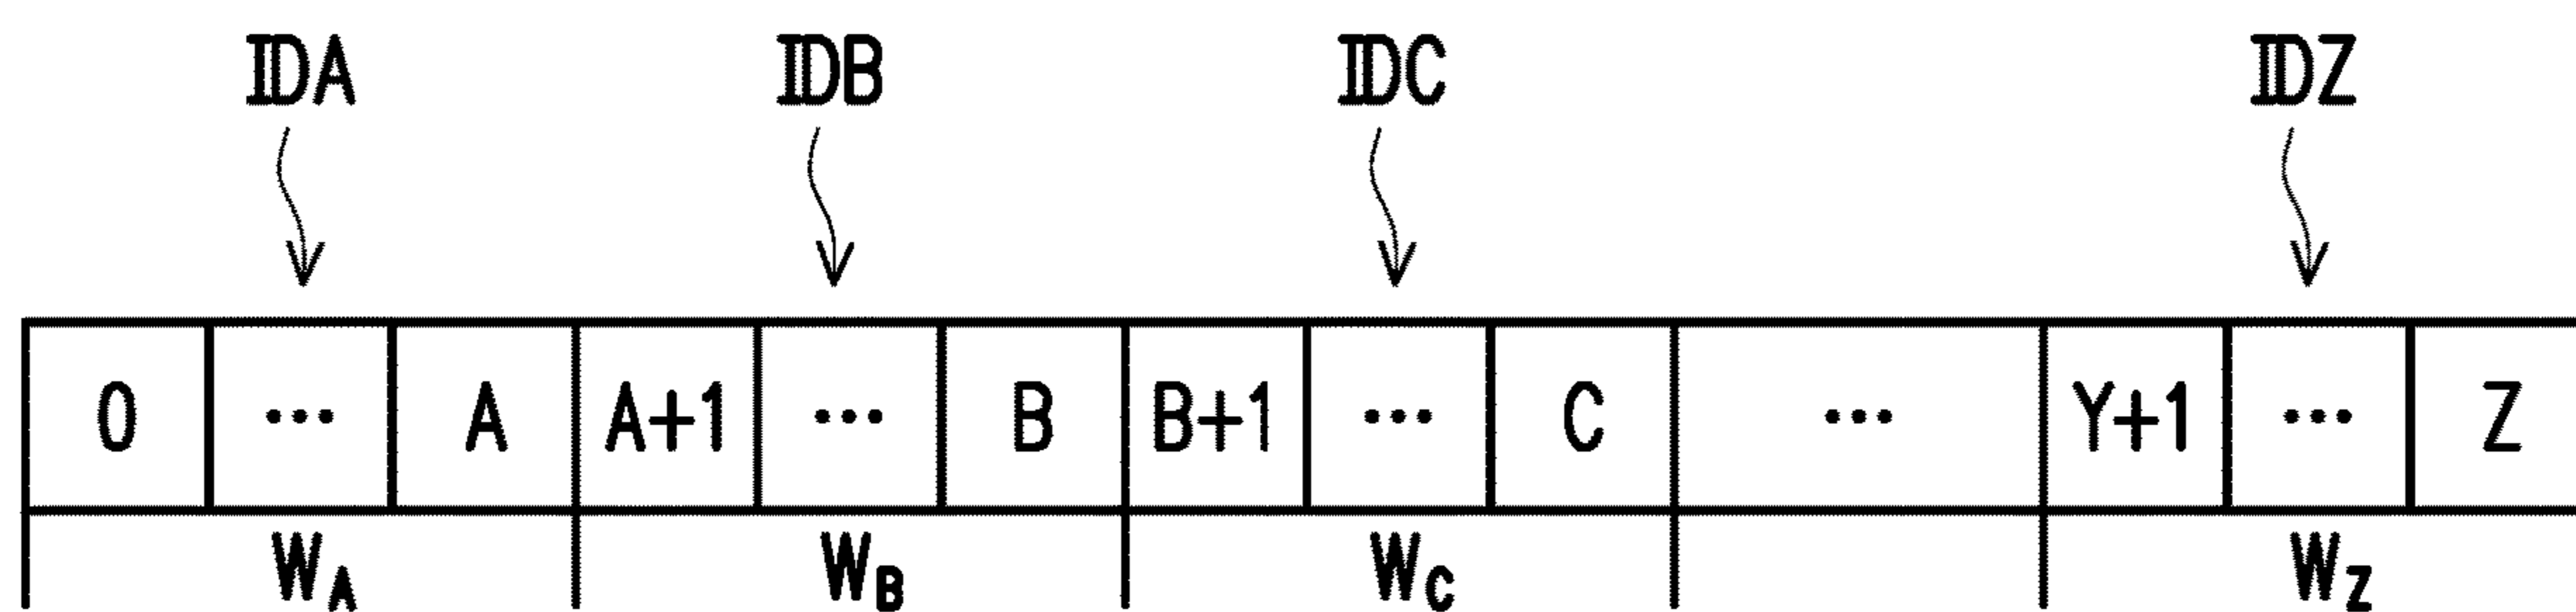 IDA IDB IDC IDZ
0 ... A A+1 ... B B+1 ... C ... Y+1 ... Z
WA WB WC WZ